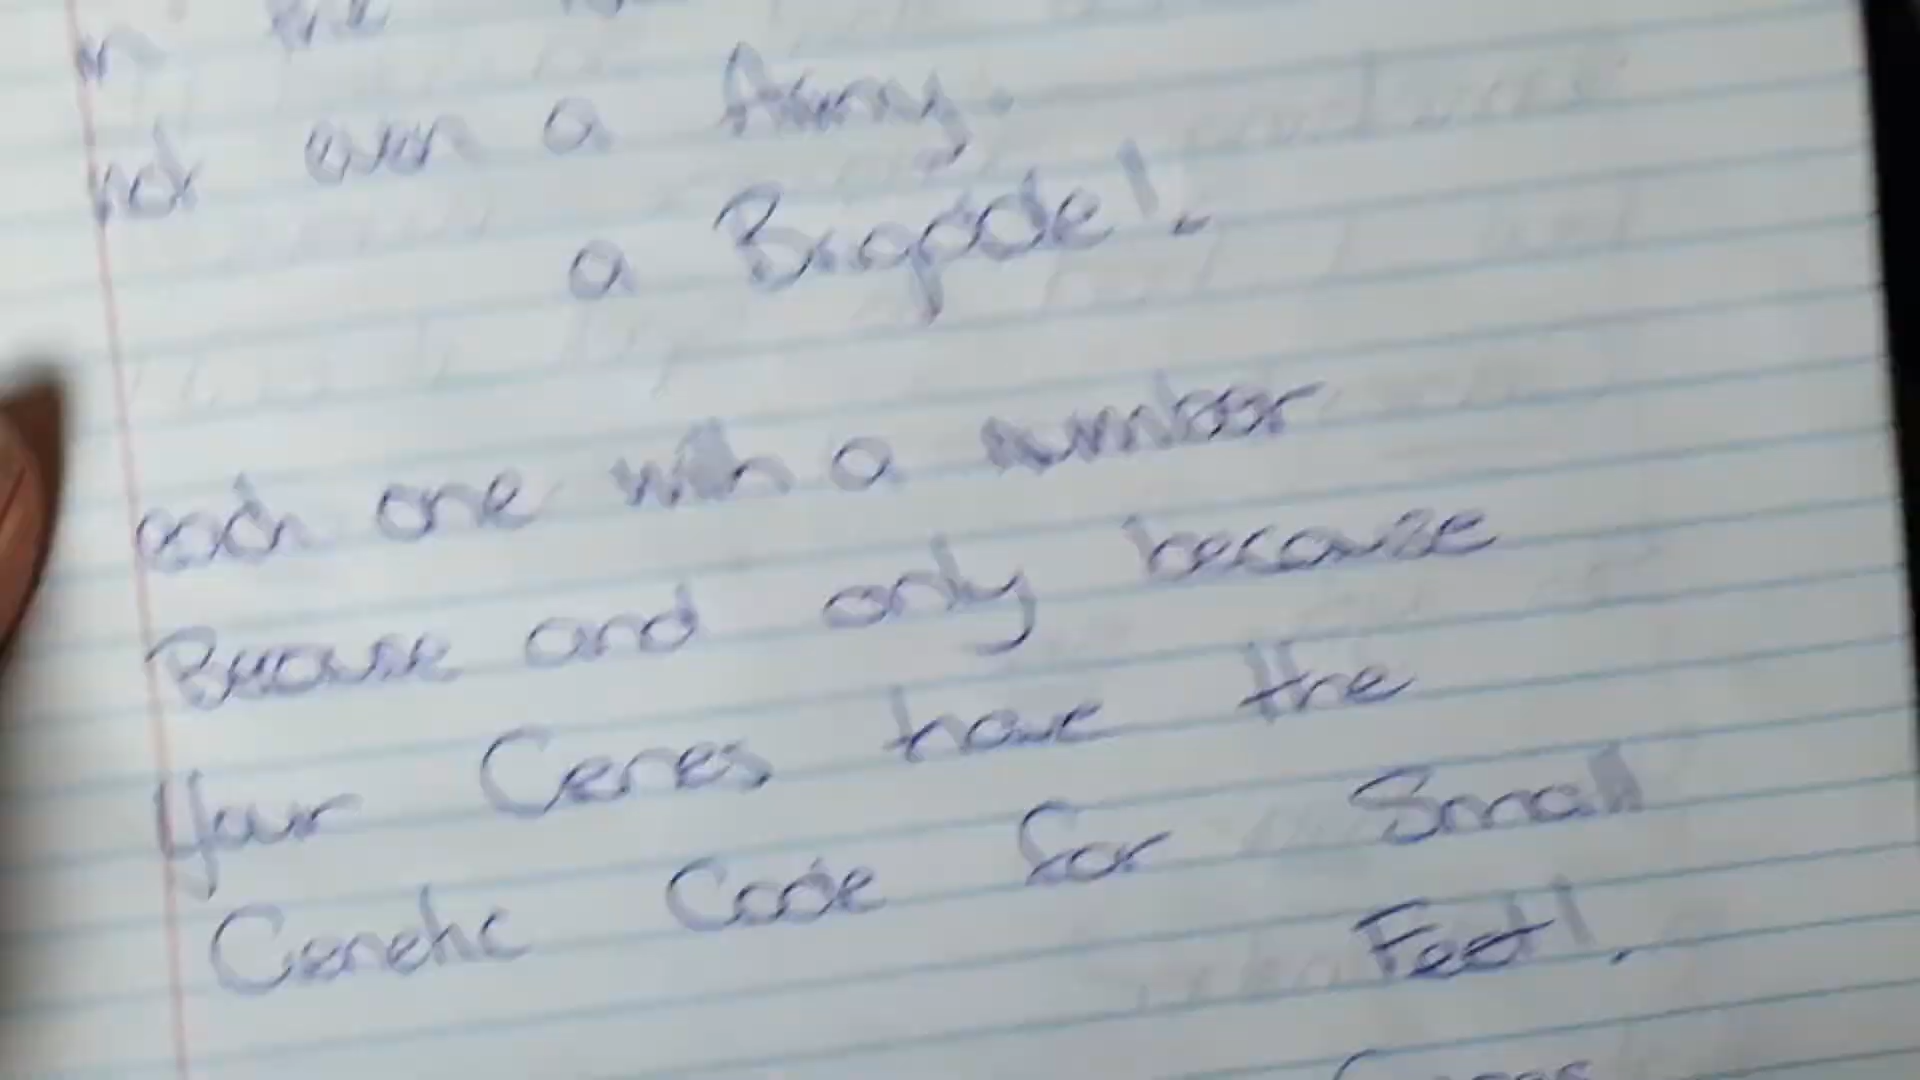 not even a Army.
a Brigade!.
each one with a number
Because and only because
Your Genes have the
Genetic Code for Small
Feet!.